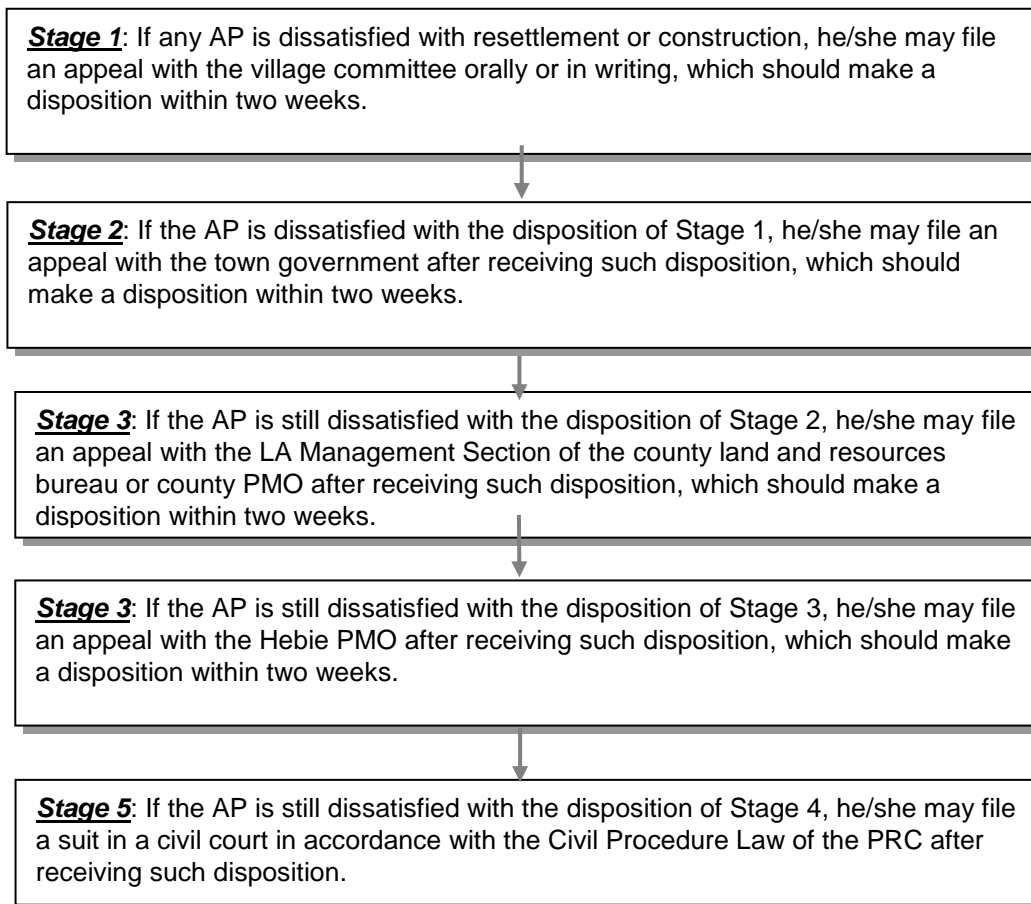 Stage 1: If any AP is dissatisfied with resettlement or construction, he/she may file
an appeal with the village committee orally or in writing, which should make a
disposition within two weeks.
Stage 2: If the AP is dissatisfied with the disposition of Stage 1, he/she may file an
appeal with the town government after receiving such disposition, which should
make a disposition within two weeks.
Stage 3: If the AP is still dissatisfied with the disposition of Stage 2, he/she may file
an appeal with the LA Management Section of the county land and resources
bureau or county PMO after receiving such disposition, which should make a
disposition within two weeks.
Stage 3: If the AP is still dissatisfied with the disposition of Stage 3, he/she may file
an appeal with the Hebie PMO after receiving such disposition, which should make
a disposition within two weeks.
Stage 5: If the AP is still dissatisfied with the disposition of Stage 4, he/she may file
a suit in a civil court in accordance with the Civil Procedure Law of the PRC after
receiving such disposition.